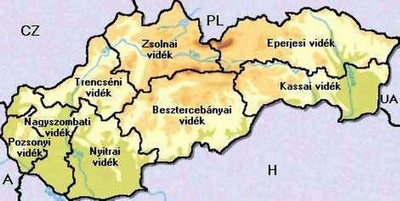 CZ
PL
Zsolnai
vidék
Eperjesi vidék
Trencséni
vidék
Kassai vidék
UA
Besztercebányai
vidék
Nagyszombati
vidék
Pozsonyi
vidék
Nyitrai
vidék
A
H